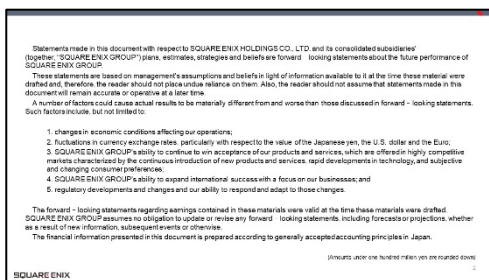 Statements made in this document with respect to SQUARE ENIX HOLDINGS CO., LTD. and its consolidated subsidiaries'
(together, "SQUARE ENIX GROUP") plans, estimates, strategies and beliefs are forward – looking statements about the future performance of
SQUARE ENIX GROUP.
These statements are based on management's assumptions and beliefs in light of information available to it at the time these material were
drafted and, therefore, the reader should not place undue reliance on them. Also, the reader should not assume that statements made in this
document will remain accurate or operative at a later time.
A number of factors could cause actual results to be materially different from and worse than those discussed in forward – looking statements.
Such factors include, but not limited to:
1. changes in economic conditions affecting our operations;
2. fluctuations in currency exchange rates, particularly with respect to the value of the Japanese yen, the U.S. dollar and the Euro;
3. SQUARE ENIX GROUP's ability to continue to win acceptance of our products and services, which are offered in highly competitive
markets characterized by the continuous introduction of new products and services, rapid developments in technology, and subjective
and changing consumer preferences;
4. SQUARE ENIX GROUP's ability to expand international success with a focus on our businesses; and
5. regulatory developments and changes and our ability to respond and adapt to those changes.
The forward – looking statements regarding earnings contained in these materials were valid at the time these materials were drafted.
SQUARE ENIX GROUP assumes no obligation to update or revise any forward – looking statements, including forecasts or projections, whether
as a result of new information, subsequent events or otherwise.
The financial information presented in this document is prepared according to generally accepted accounting principles in Japan.
(Amounts under one hundred million yen are rounded down)
2
SQUARE ENIX